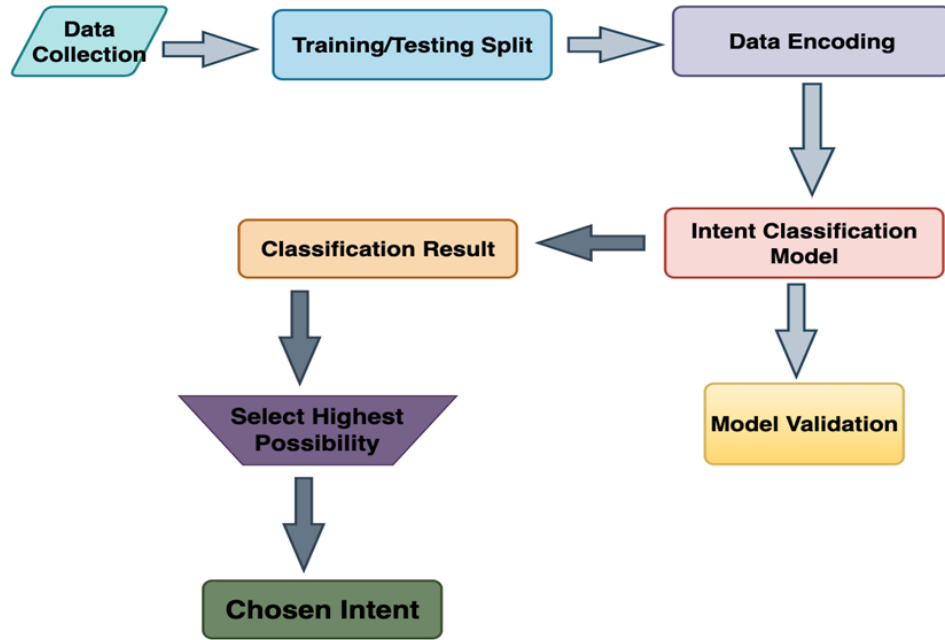 Data
Collection
Training/Testing Split
Data Encoding
Intent Classification
Model
Classification Result
Select Highest
Possibility
Model Validation
Chosen Intent